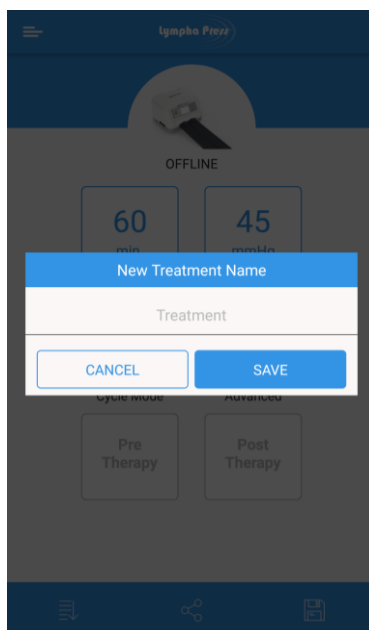 Lympha Press
OFFLINE
60
45
min
mmHg
New Treatment Name
Treatment
CANCEL
SAVE
Cycle Mode
Advanced
Pre
Therapy
Post
Therapy